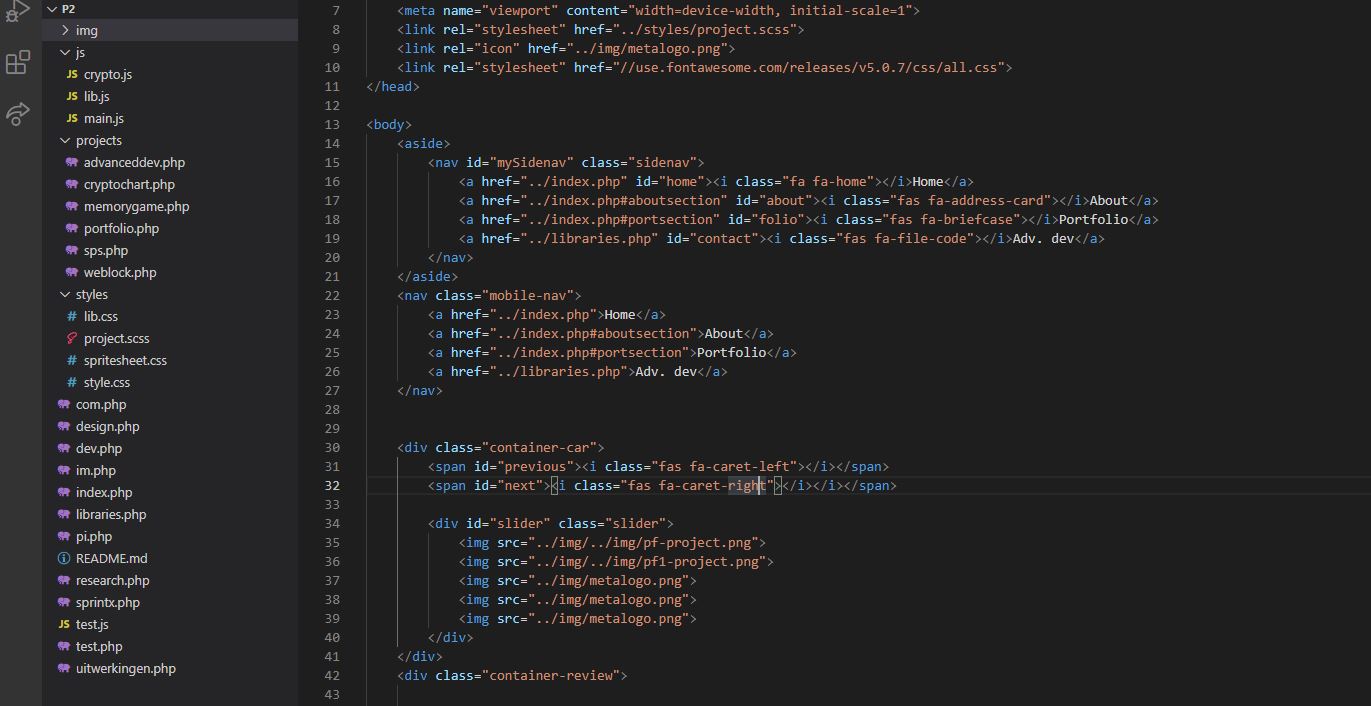 P2
img
js
JS crypto.js
JS lib.js
JS main.js
projects
advanceddev.php
cryptochart.php
memorygame.php
portfolio.php
sps.php
weblock.php
styles
# lib.css
project.scss
# spritesheet.css
# style.css
com.php
design.php
dev.php
im.php
index.php
libraries.php
pi.php
README.md
research.php
sprintx.php
JS test.js
test.php
uitwerkingen.php
7 <meta name="viewport" content="width=device-width, initial-scale=1">
8 <link rel="stylesheet" href="../styles/project.scss">
9 <link rel="icon" href="../img/metalogo.png">
10 <link rel="stylesheet" href="//use.fontawesome.com/releases/v5.0.7/css/all.css">
11 </head>
12
13 <body>
14 <aside>
15 <nav id="mySidenav" class="sidenav">
16 <a href="../index.php" id="home"><i class="fa fa-home"></i>Home</a>
17 <a href="../index.php#aboutsection" id="about"><i class="fas fa-address-card"></i>About</a>
18 <a href="../index.php#portsection" id="folio"><i class="fas fa-briefcase"></i>Portfolio</a>
19 <a href="../libraries.php" id="contact"><i class="fas fa-file-code"></i>Adv. dev</a>
20 </nav>
21 </aside>
22 <nav class="mobile-nav">
23 <a href="../index.php">Home</a>
24 <a href="../index.php#aboutsection">About</a>
25 <a href="../index.php#portsection">Portfolio</a>
26 <a href="../libraries.php">Adv. dev</a>
27 </nav>
28
29
30 <div class="container-car">
31 <span id="previous"><i class="fas fa-caret-left"></i></span>
32 <span id="next"><i class="fas fa-caret-right"></i></i></span>
33
34 <div id="slider" class="slider">
35 <img src="../img/../img/pf-project.png">
36 <img src="../img/../img/pf1-project.png">
37 <img src="../img/metalogo.png">
38 <img src="../img/metalogo.png">
39 <img src="../img/metalogo.png">
40 </div>
41 </div>
42 <div class="container-review">
43